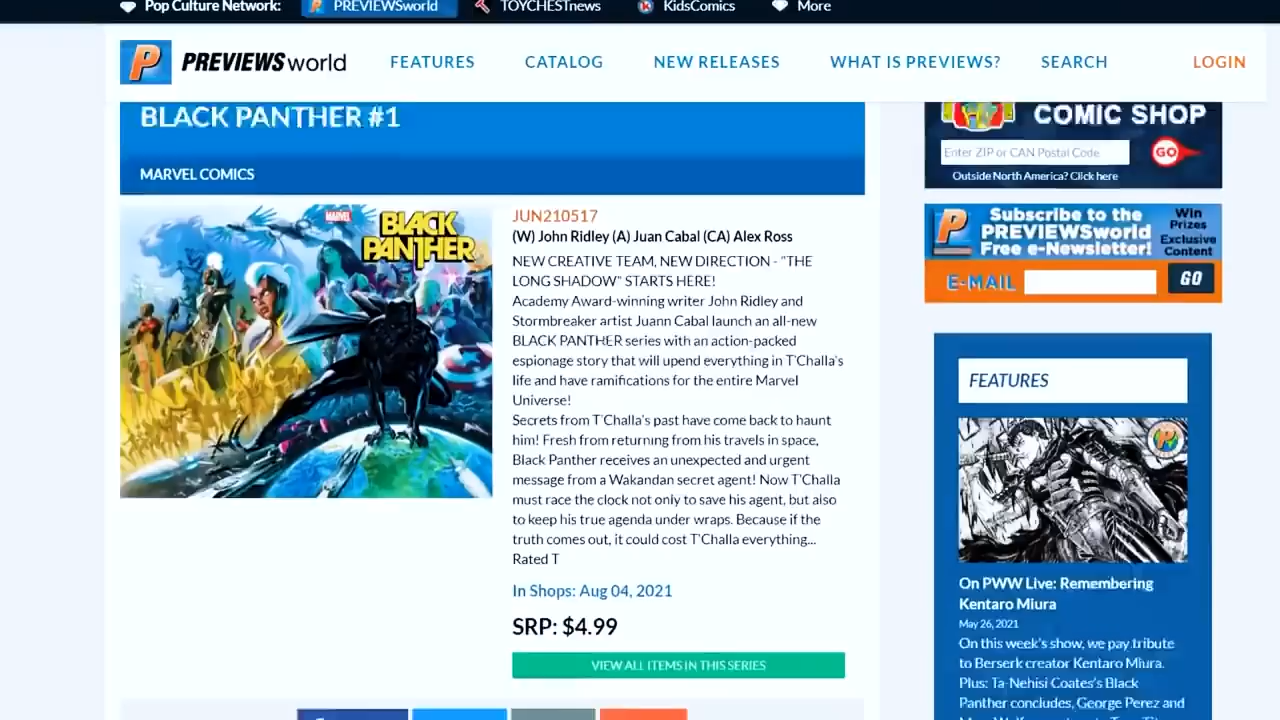 Pop Culture Network:
PREVIEWSworld
TOYCHESTnews
KidsComics
More
P PREVIEWSworld
FEATURES
CATALOG
NEW RELEASES
WHAT IS PREVIEWS?
SEARCH
LOGIN
BLACK PANTHER #1
MARVEL COMICS
MARVEL
BLACK
PANTHER
JUN210517
(W) John Ridley (A) Juan Cabal (CA) Alex Ross
NEW CREATIVE TEAM, NEW DIRECTION - "THE
LONG SHADOW" STARTS HERE!
Academy Award-winning writer John Ridley and
Stormbreaker artist Juann Cabal launch an all-new
BLACK PANTHER series with an action-packed
espionage story that will upend everything in T'Challa's
life and have ramifications for the entire Marvel
Universe!
Secrets from T'Challa's past have come back to haunt
him! Fresh from returning from his travels in space,
Black Panther receives an unexpected and urgent
message from a Wakandan secret agent! Now T'Challa
must race the clock not only to save his agent, but also
to keep his true agenda under wraps. Because if the
truth comes out, it could cost T'Challa everything...
Rated T
In Shops: Aug 04, 2021
SRP: $4.99
VIEW ALL ITEMS IN THIS SERIES
COMIC SHOP
Enter ZIP or CAN Postal Code
GO
Outside North America? Click here
P
Subscribe to the
PREVIEWSworld
Free e-Newsletter!
Win
Prizes
Exclusive
Content
E-MAIL
GO
FEATURES
P
On PWW Live: Remembering
Kentaro Miura
May 26, 2021
On this week's show, we pay tribute
to Berserk creator Kentaro Miura.
Plus: Ta-Nehisi Coates's Black
Panther concludes, George Perez and